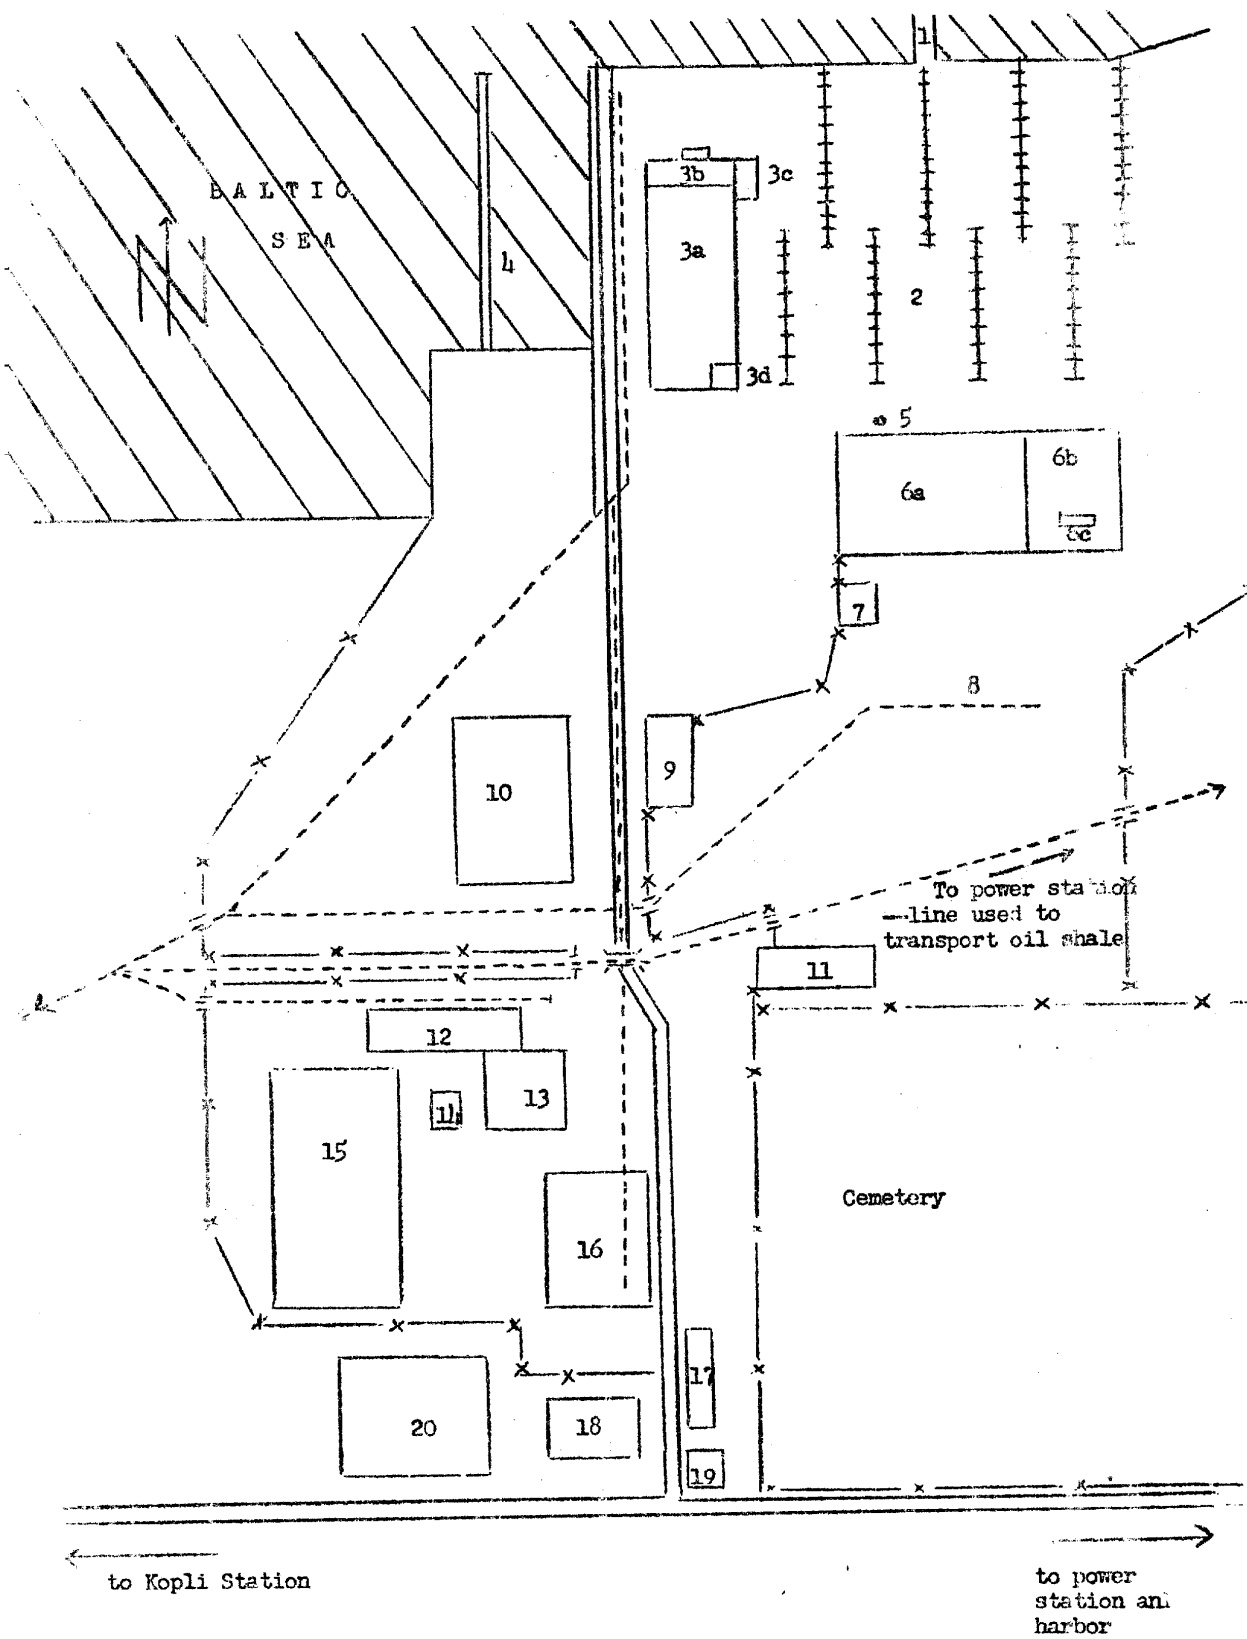 1
BALTIC
SEA
N
3b
3c
3a
4
2
3d
5
6b
6a
6c
7
8
9
10
To power station
—line used to
transport oil shale
11
12
13
14
15
Cemetery
16
17
20
18
19
to Kopli Station
to power
station and
harbor